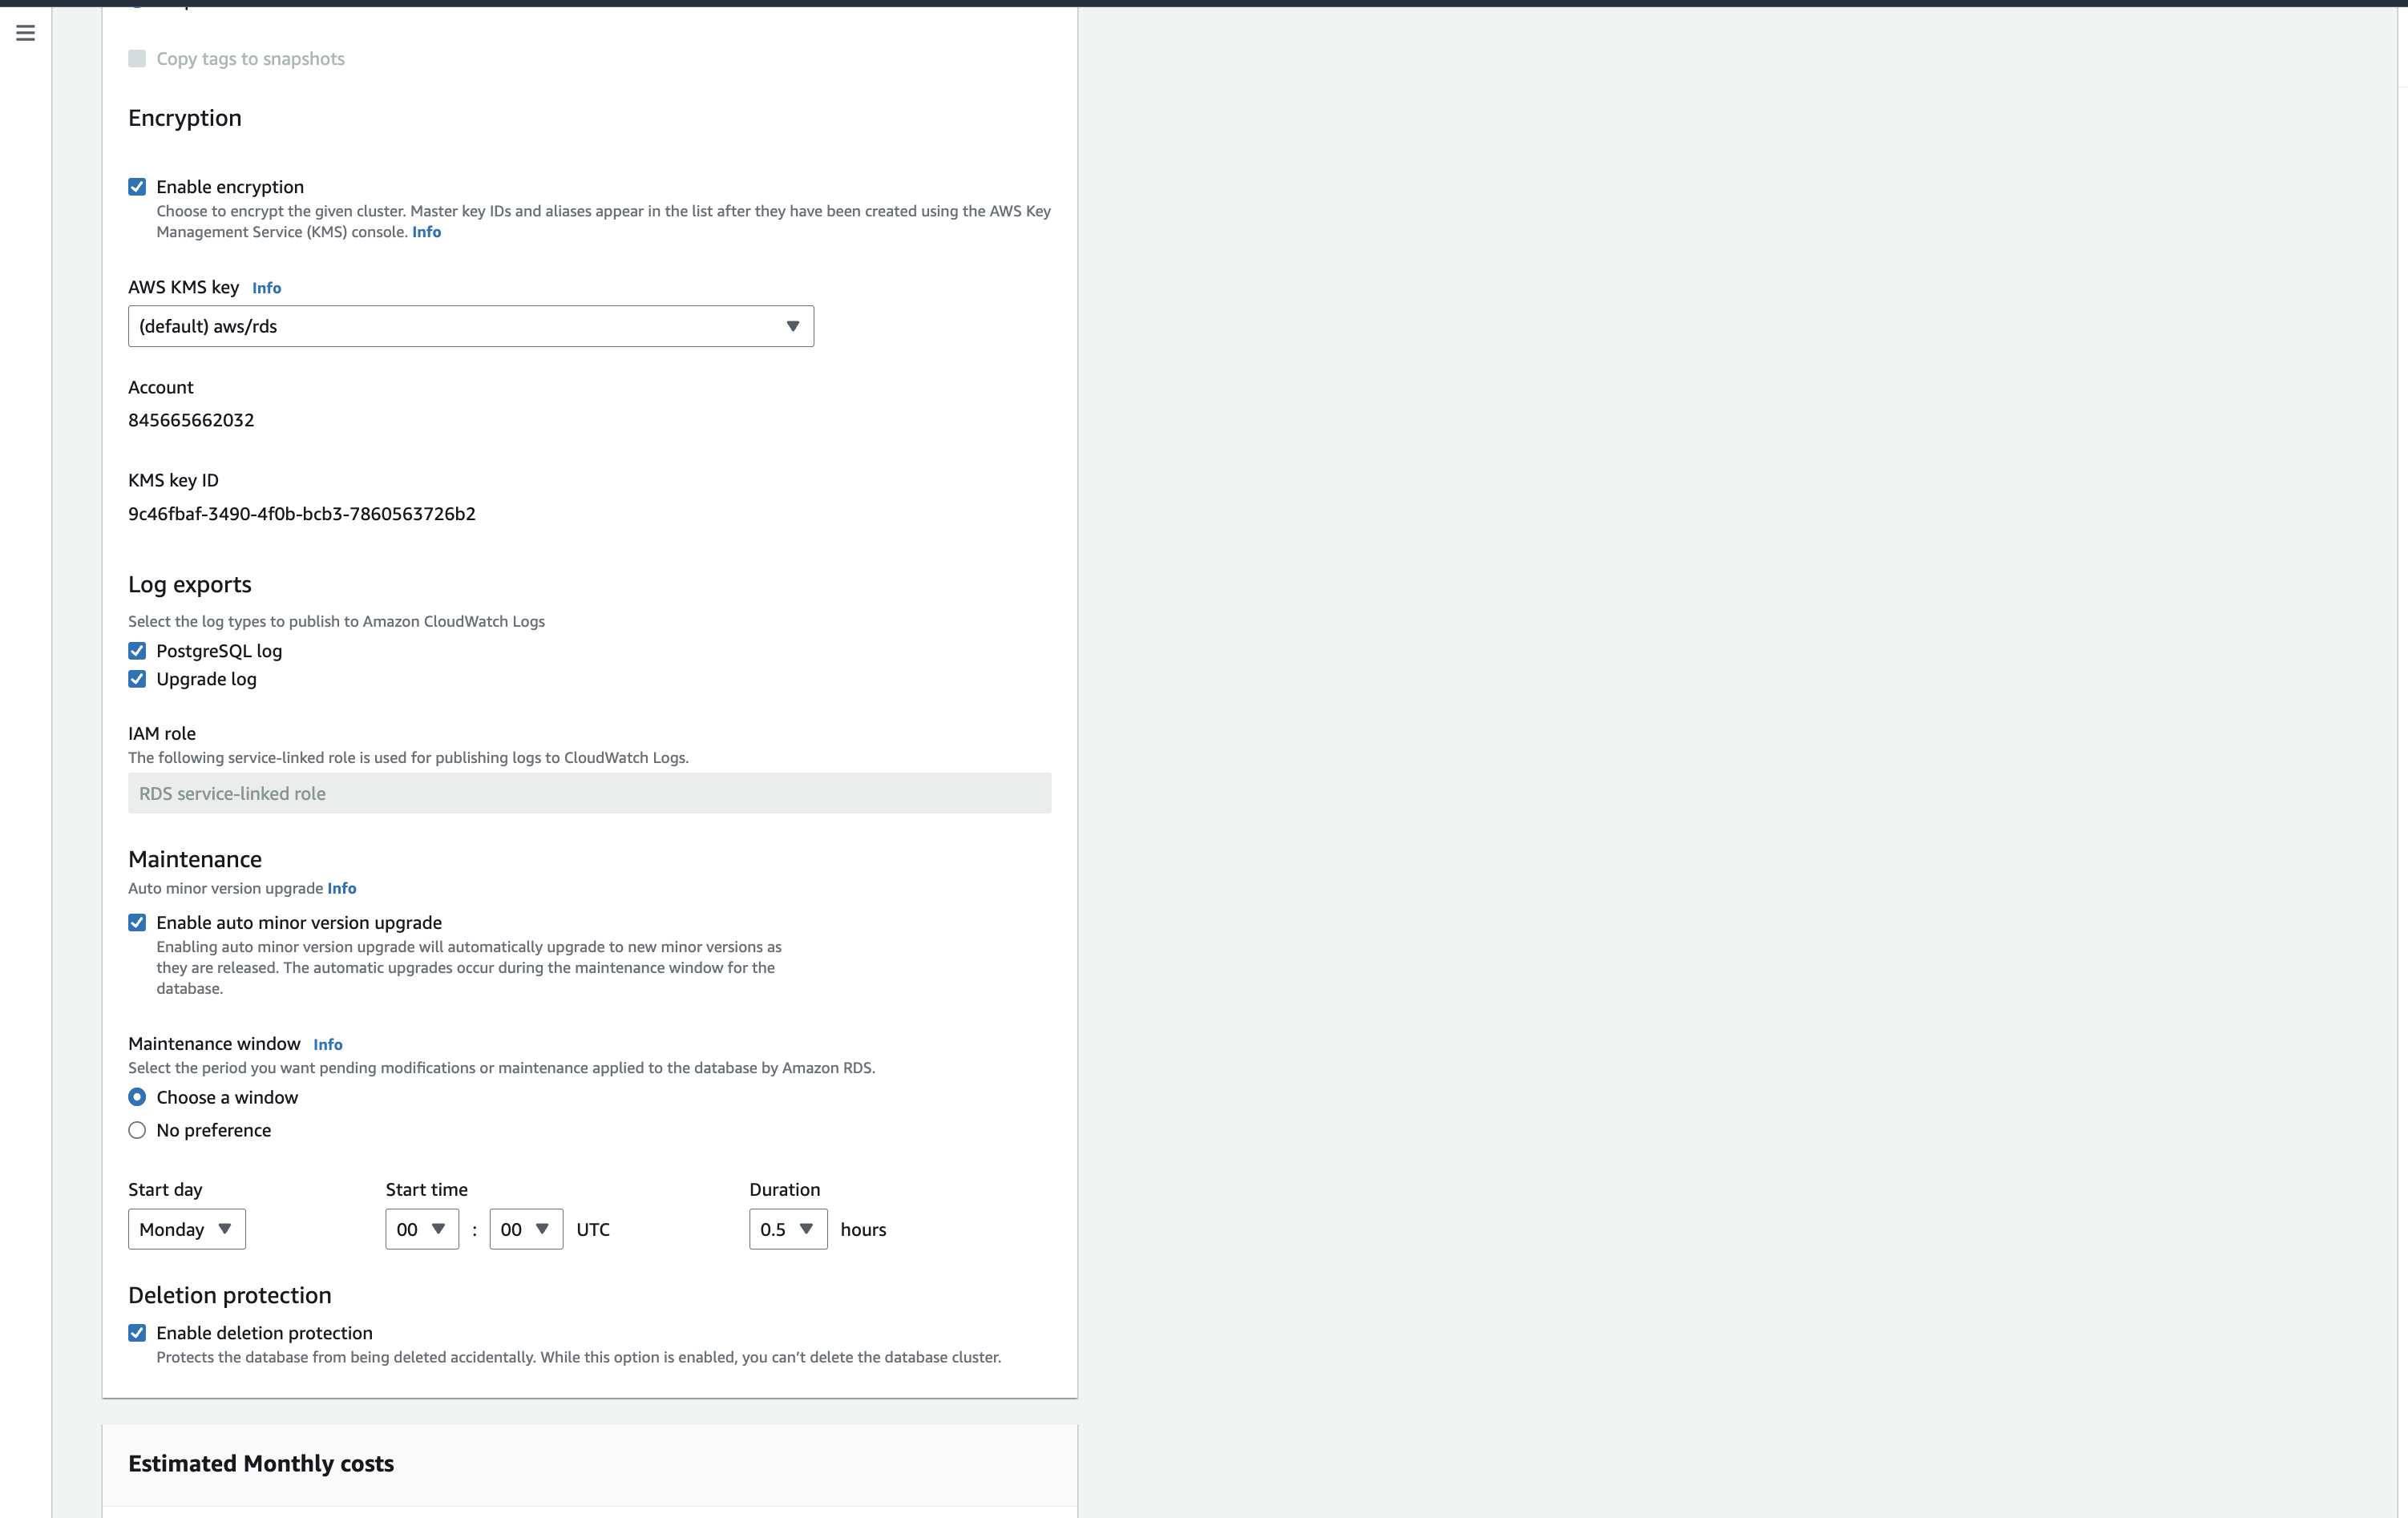 Copy tags to snapshots
Encryption
Enable encryption
Choose to encrypt the given cluster. Master key IDs and aliases appear in the list after they have been created using the AWS Key
Management Service (KMS) console. Info
AWS KMS key Info
(default) aws/rds
Account
845665662032
KMS key ID
9c46fbaf-3490-4f0b-bcb3-7860563726b2
Log exports
Select the log types to publish to Amazon CloudWatch Logs
PostgreSQL log
Upgrade log
IAM role
The following service-linked role is used for publishing logs to CloudWatch Logs.
RDS service-linked role
Maintenance
Auto minor version upgrade Info
Enable auto minor version upgrade
Enabling auto minor version upgrade will automatically upgrade to new minor versions as
they are released. The automatic upgrades occur during the maintenance window for the
database.
Maintenance window Info
Select the period you want pending modifications or maintenance applied to the database by Amazon RDS.
Choose a window
No preference
Start day Start time Duration
Monday 00 : 00 UTC 0.5 hours
Deletion protection
Enable deletion protection
Protects the database from being deleted accidentally. While this option is enabled, you can’t delete the database cluster.
Estimated Monthly costs